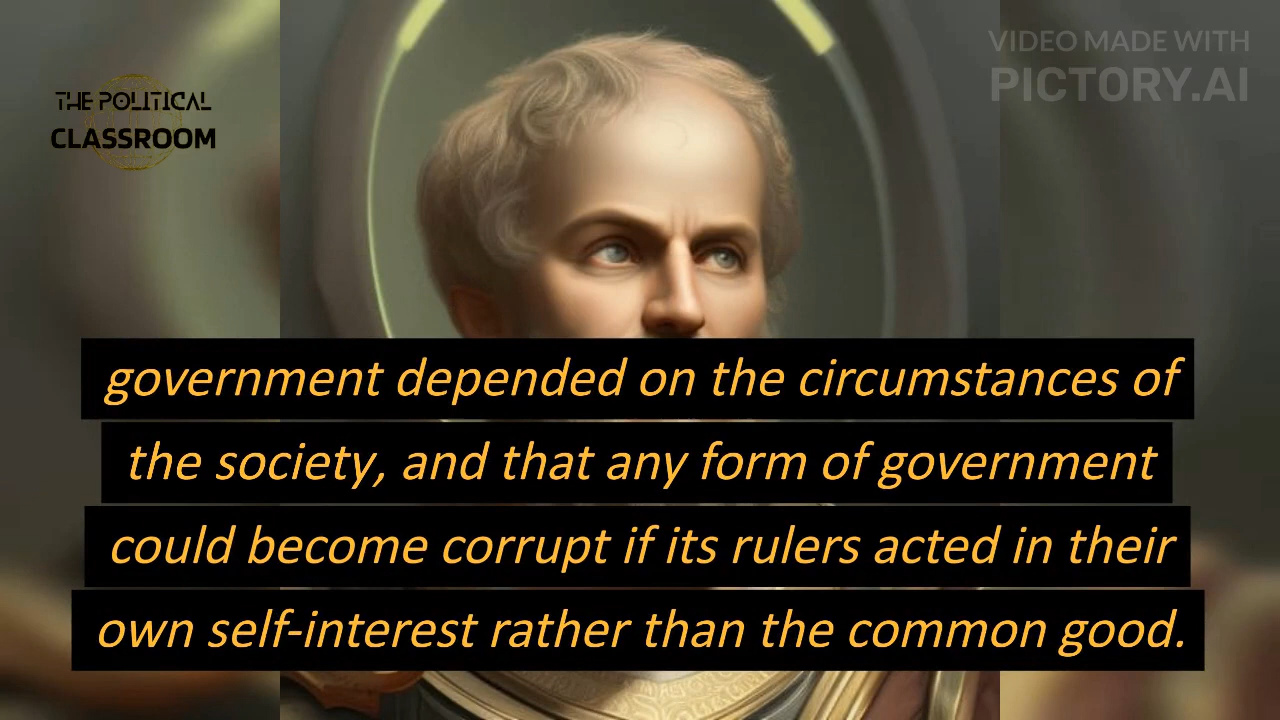 VIDEO MADE WITH
PICTORY.AI
THE POLITICAL
CLASSROOM
government depended on the circumstances of
the society, and that any form of government
could become corrupt if its rulers acted in their
own self-interest rather than the common good.